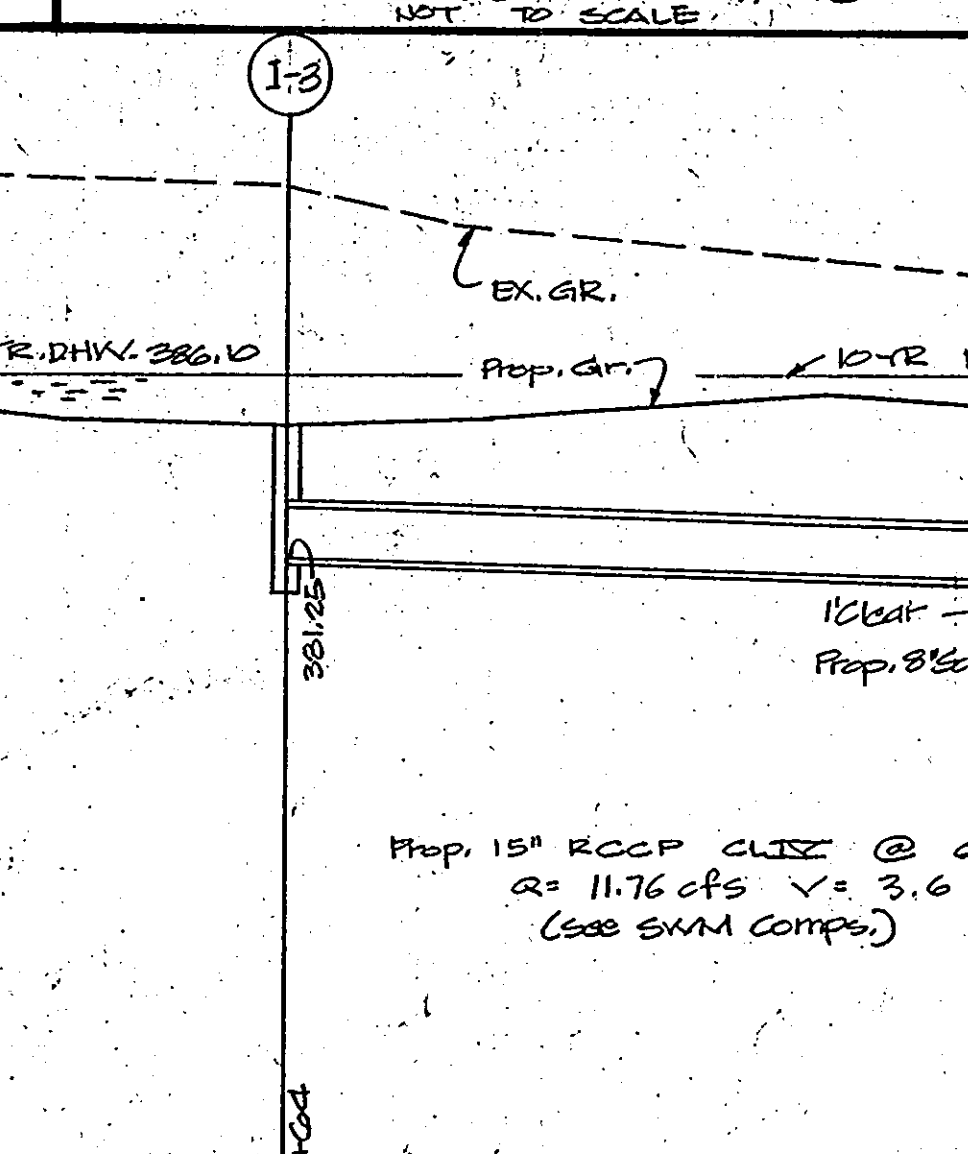 NOT TO SCALE
I-3
EX. GR.
R. DHW. 386.10
Prop. Gr.
10-YR
381.25
1' Clear
Prop. 8"
Prop. 15" RCCP CL IV @
Q= 11.76 cfs V= 3.6
(see SWM Comps.)
+64